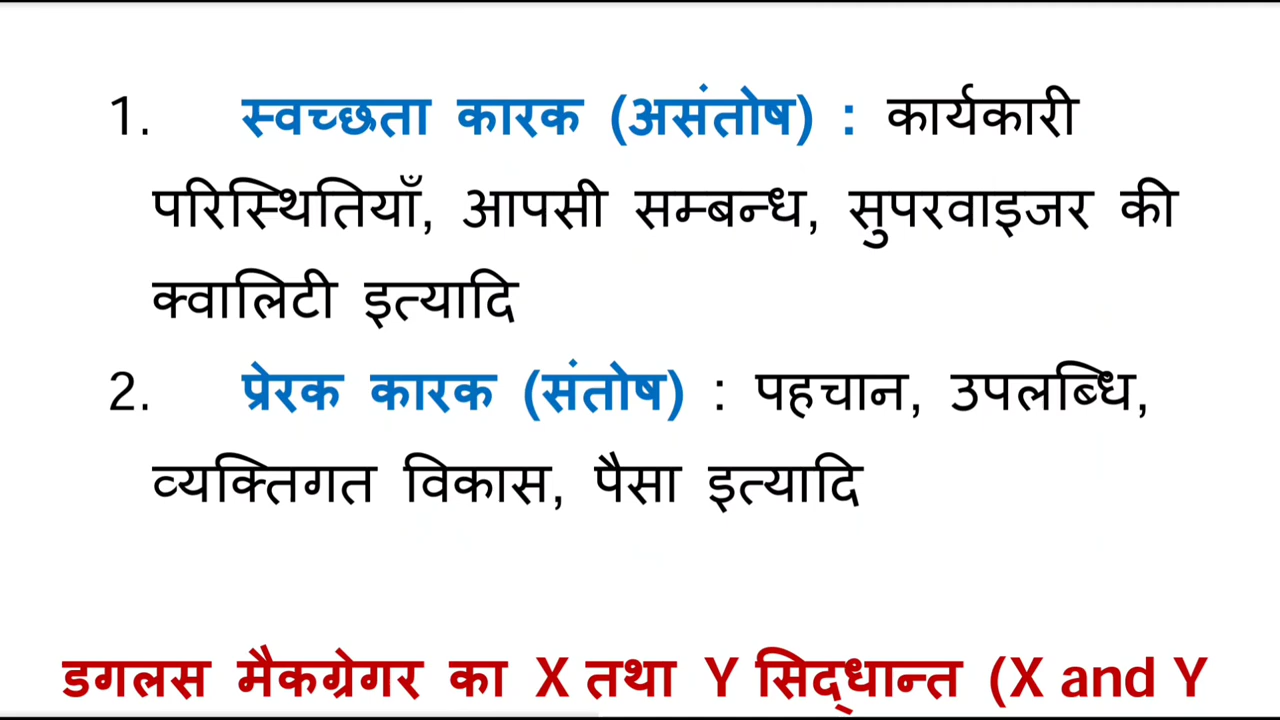 1. स्वच्छता कारक (असंतोष) : कार्यकारी
परिस्थितियाँ, आपसी सम्बन्ध, सुपरवाइजर की
क्वालिटी इत्यादि
2. प्रेरक कारक (संतोष) : पहचान, उपलब्धि,
व्यक्तिगत विकास, पैसा इत्यादि
डगलस मैकग्रेगर का X तथा Y सिद्धान्त (X and Y